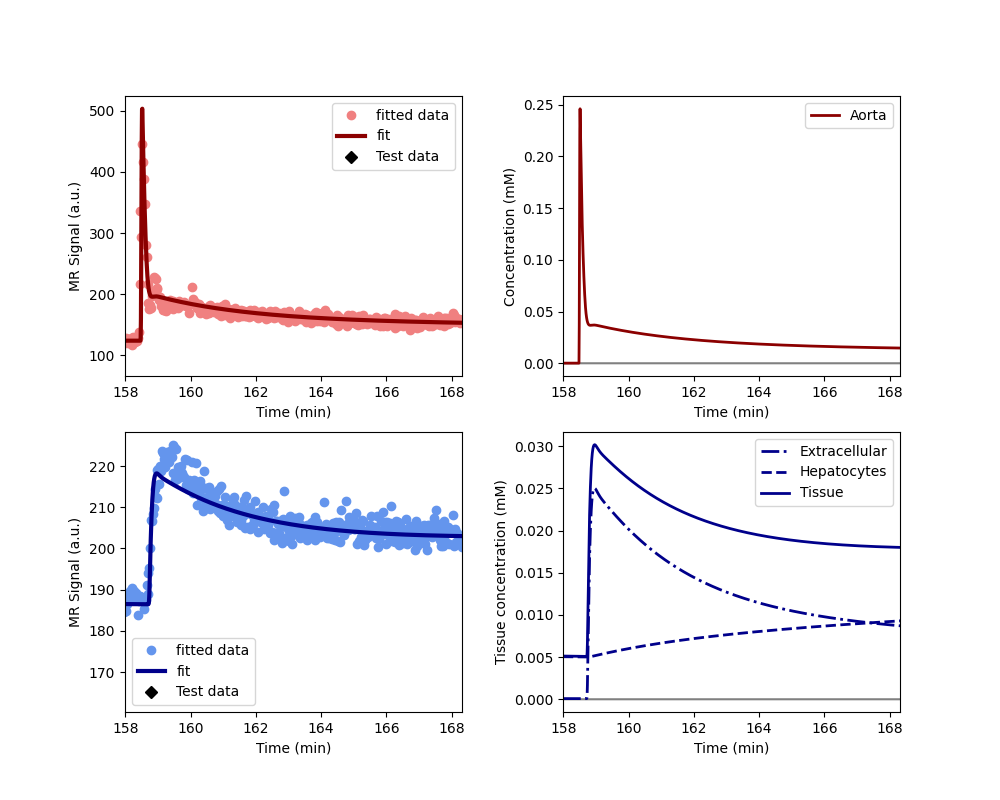 MR Signal (a.u.)
500
400
300
200
100
fitted data
fit
Test data
158 160 162 164 166 168
Time (min)
Concentration (mM)
0.25
0.20
0.15
0.10
0.05
0.00
Aorta
158 160 162 164 166 168
Time (min)
MR Signal (a.u.)
220
210
200
190
180
170
fitted data
fit
Test data
158 160 162 164 166 168
Time (min)
Tissue concentration (mM)
0.030
0.025
0.020
0.015
0.010
0.005
0.000
Extracellular
Hepatocytes
Tissue
158 160 162 164 166 168
Time (min)